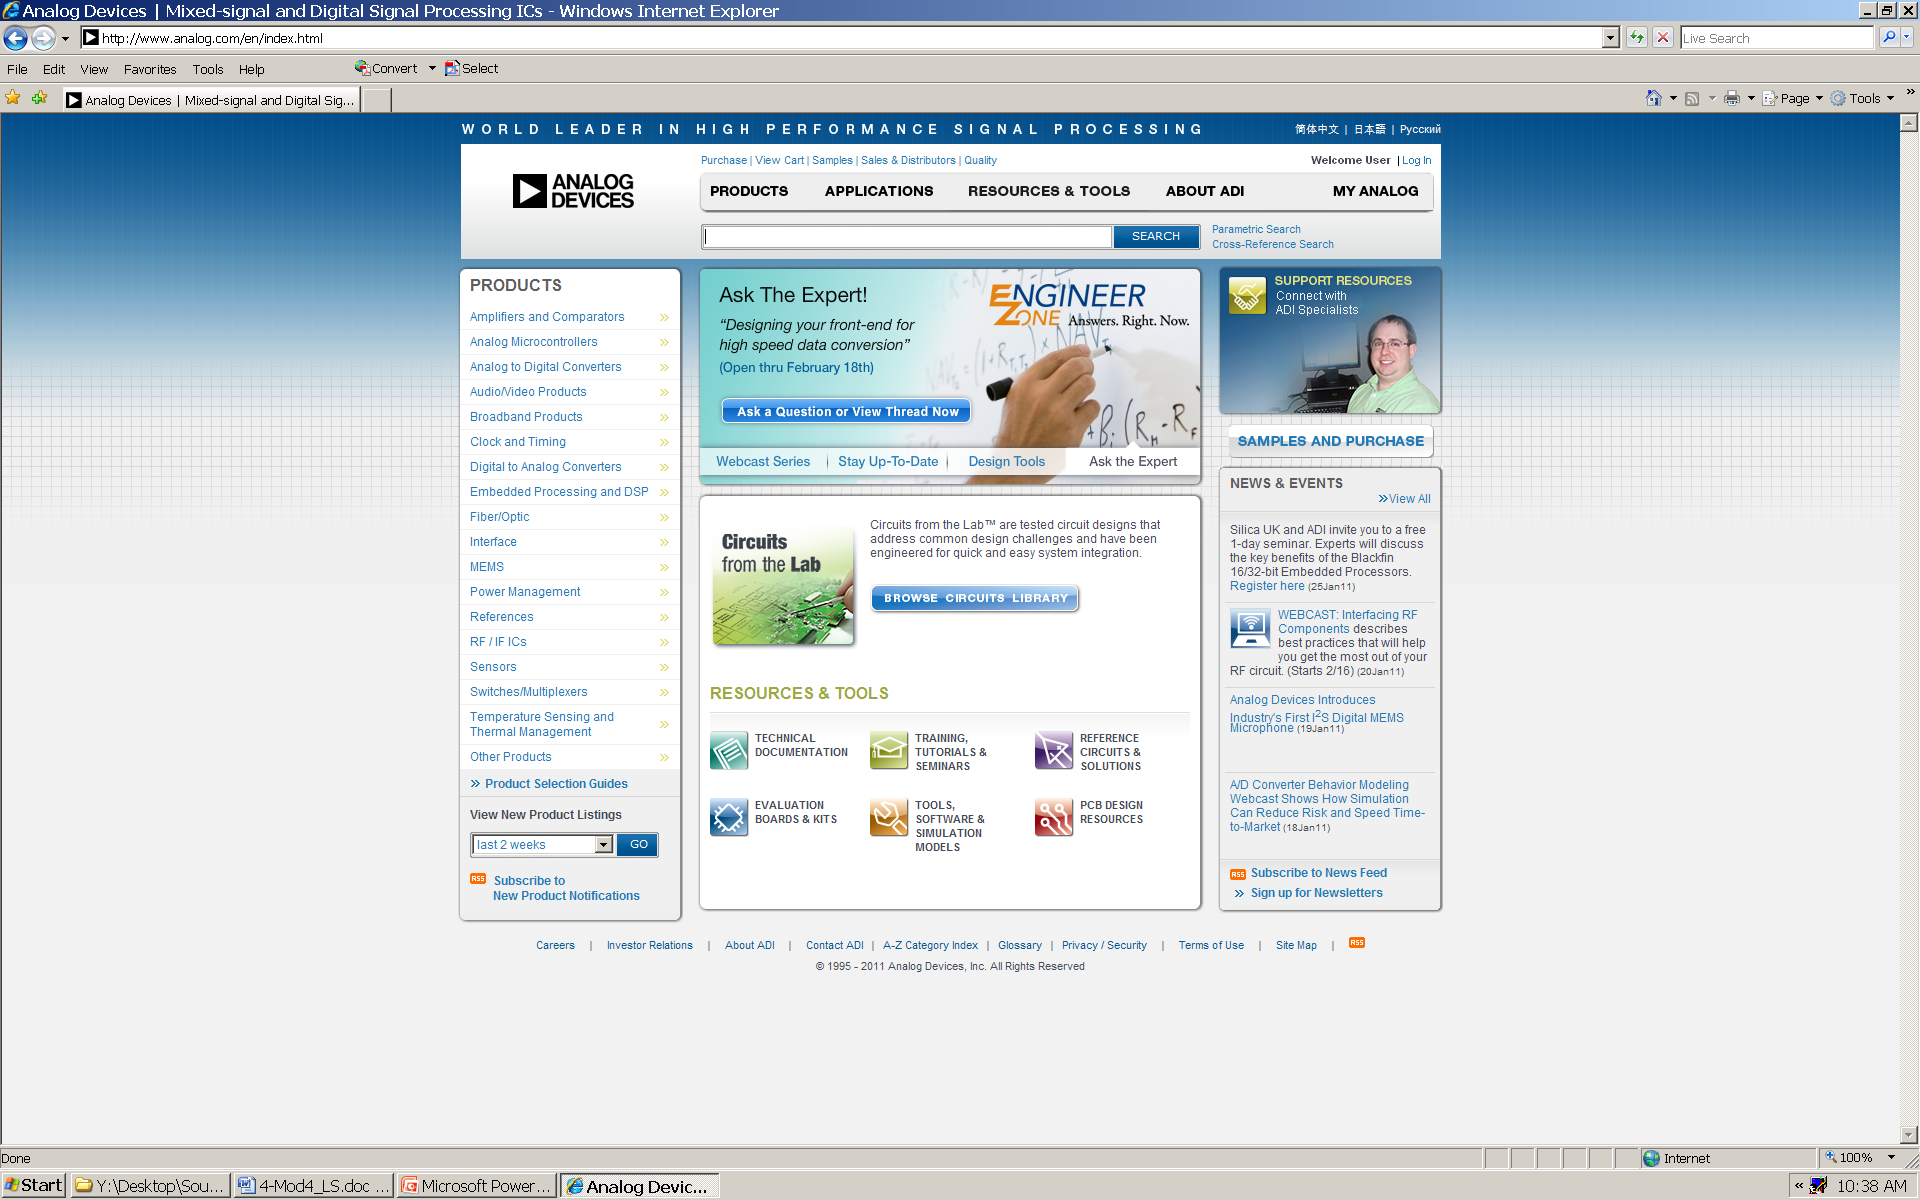 Analog Devices | Mixed-signal and Digital Signal Processing ICs - Windows Internet Explorer
http://www.analog.com/en/index.html
Live Search
File Edit View Favorites Tools Help Convert Select
Analog Devices | Mixed-signal and Digital Sig...
Page Tools
WORLD LEADER IN HIGH PERFORMANCE SIGNAL PROCESSING
简体中文 | 日本語 | Русский
Purchase | View Cart | Samples | Sales & Distributors | Quality
Welcome User | Log In
ANALOG
DEVICES
PRODUCTS APPLICATIONS RESOURCES & TOOLS ABOUT ADI MY ANALOG
SEARCH
Parametric Search
Cross-Reference Search
PRODUCTS
Amplifiers and Comparators
Analog Microcontrollers
Analog to Digital Converters
Audio/Video Products
Broadband Products
Clock and Timing
Digital to Analog Converters
Embedded Processing and DSP
Fiber/Optic
Interface
MEMS
Power Management
References
RF / IF ICs
Sensors
Switches/Multiplexers
Temperature Sensing and
Thermal Management
Other Products
» Product Selection Guides
View New Product Listings
last 2 weeks GO
RSS Subscribe to
New Product Notifications
Ask The Expert!
“Designing your front-end for
high speed data conversion”
(Open thru February 18th)
Ask a Question or View Thread Now
ENGINEER
ZONE Answers. Right. Now.
Webcast Series | Stay Up-To-Date | Design Tools Ask the Expert
Circuits
from the Lab
Circuits from the Lab™ are tested circuit designs that
address common design challenges and have been
engineered for quick and easy system integration.
BROWSE CIRCUITS LIBRARY
RESOURCES & TOOLS
TECHNICAL
DOCUMENTATION
TRAINING,
TUTORIALS &
SEMINARS
REFERENCE
CIRCUITS &
SOLUTIONS
EVALUATION
BOARDS & KITS
TOOLS,
SOFTWARE &
SIMULATION
MODELS
PCB DESIGN
RESOURCES
SUPPORT RESOURCES
Connect with
ADI Specialists
SAMPLES AND PURCHASE
NEWS & EVENTS
»View All
Silica UK and ADI invite you to a free
1-day seminar. Experts will discuss
the key benefits of the Blackfin
16/32-bit Embedded Processors.
Register here (25Jan11)
WEBCAST: Interfacing RF
Components describes
best practices that will help
you get the most out of your
RF circuit. (Starts 2/16) (20Jan11)
Analog Devices Introduces
Industry's First I2S Digital MEMS
Microphone (19Jan11)
A/D Converter Behavior Modeling
Webcast Shows How Simulation
Can Reduce Risk and Speed Time-
to-Market (18Jan11)
RSS Subscribe to News Feed
» Sign up for Newsletters
Careers | Investor Relations | About ADI | Contact ADI | A-Z Category Index | Glossary | Privacy / Security | Terms of Use | Site Map | RSS
© 1995 - 2011 Analog Devices, Inc. All Rights Reserved
Done Internet 100%
Start Y:\Desktop\Sou... 4-Mod4_LS.doc ... Microsoft Power... Analog Devic... 10:38 AM